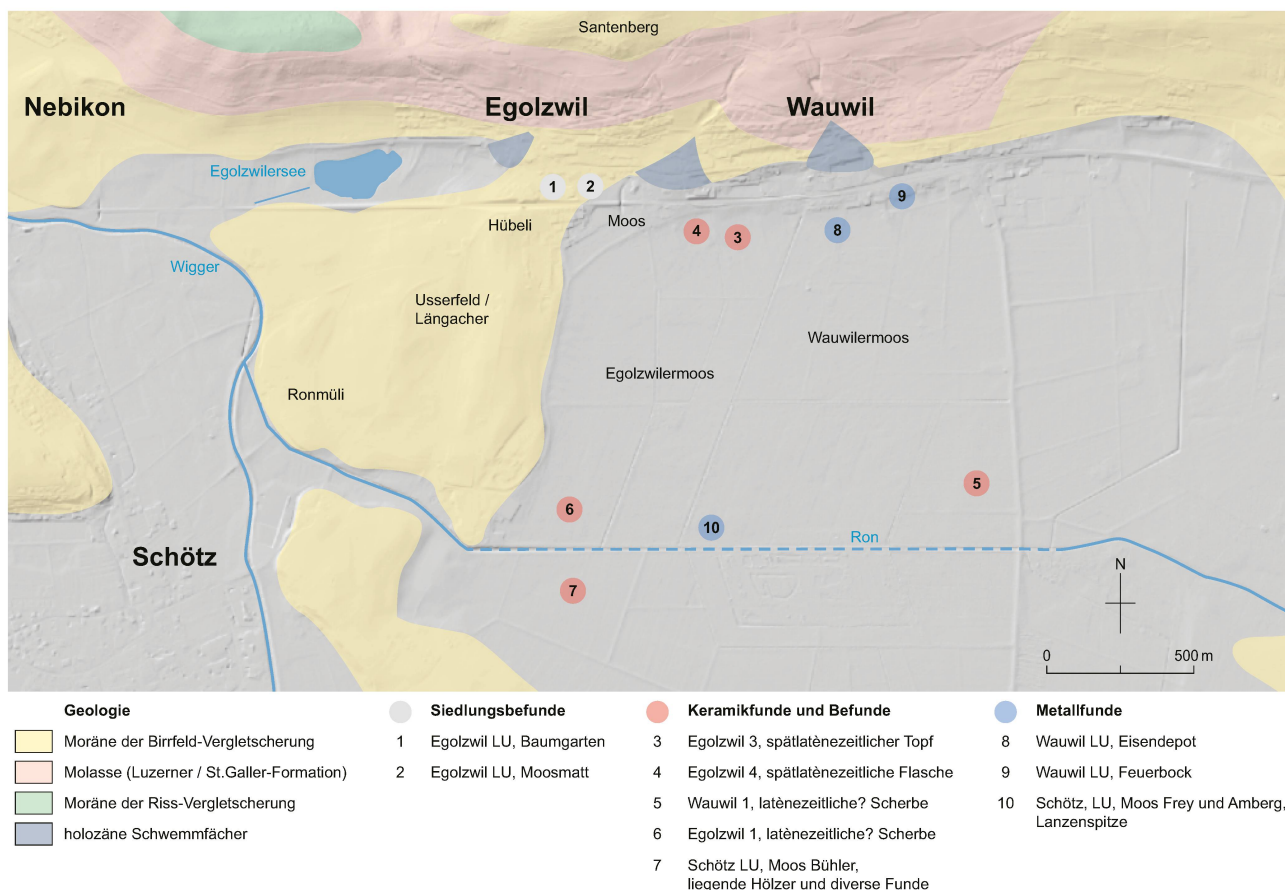 Santenberg
Nebikon
Egolzwil
Wauwil
Egolzwilersee
1
2
9
Hübeli
Moos
4
3
8
Wigger
Usserfeld /
Längacher
Wauwilermoos
Egolzwilermoos
Ronmüli
5
6
10
Ron
Schötz
N
7
0
500 m
Geologie
Moräne der Birrfeld-Vergletscherung
Molasse (Luzerner / St.Galler-Formation)
Moräne der Riss-Vergletscherung
holozäne Schwemmfächer
Siedlungsbefunde
1 Egolzwil LU, Baumgarten
2 Egolzwil LU, Moosmatt
Keramikfunde und Befunde
3 Egolzwil 3, spätlatènezeitlicher Topf
4 Egolzwil 4, spätlatènezeitliche Flasche
5 Wauwil 1, latènezeitliche? Scherbe
6 Egolzwil 1, latènezeitliche? Scherbe
7 Schötz LU, Moos Bühler,
liegende Hölzer und diverse Funde
Metallfunde
8 Wauwil LU, Eisendepot
9 Wauwil LU, Feuerbock
10 Schötz, LU, Moos Frey und Amberg,
Lanzenspitze